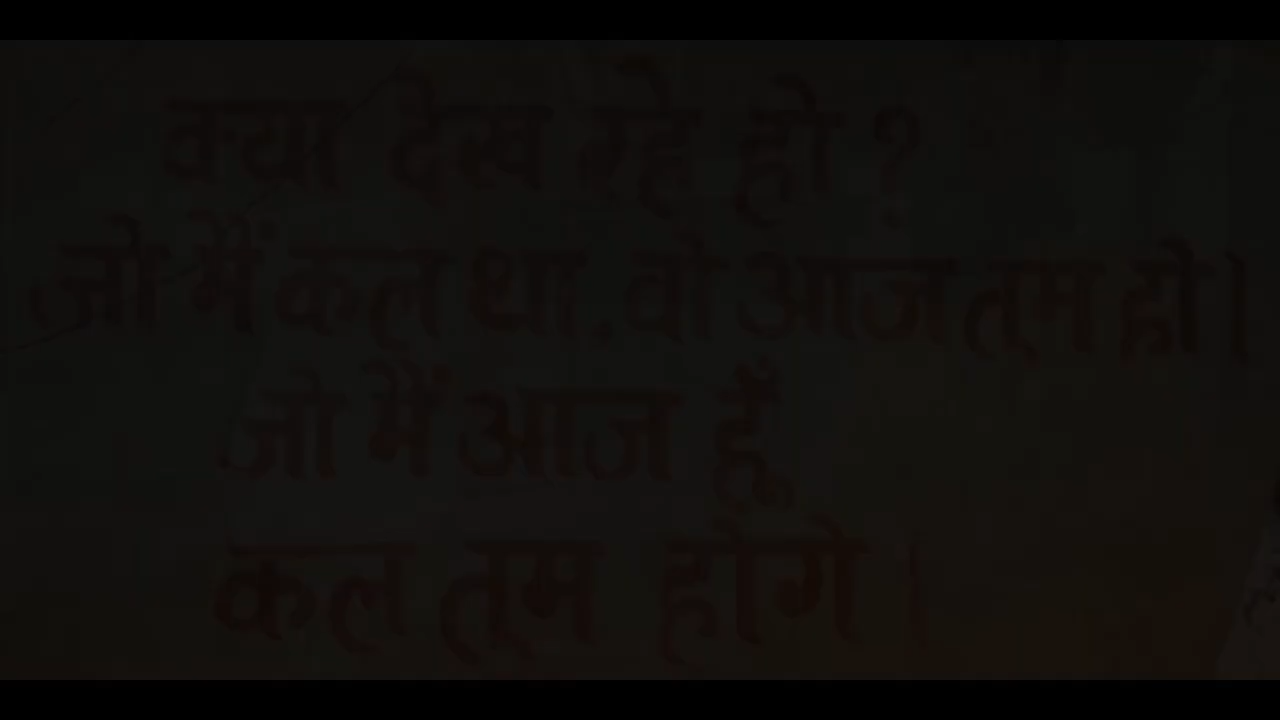 क्या देख रहे हो ?
जो मैं कल था. वो आज तुम हो।
जो मैं आज हूँ
कल तुम होगे।